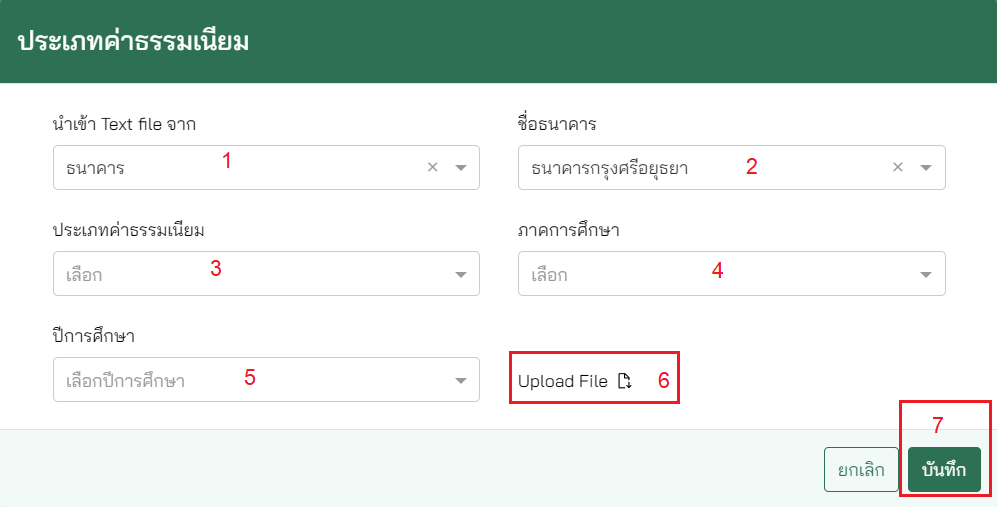 ประเภทค่าธรรมเนียม
นำเข้า Text file จาก
ธนาคาร 1
ชื่อธนาคาร
ธนาคารกรุงศรีอยุธยา 2
ประเภทค่าธรรมเนียม
เลือก 3
ภาคการศึกษา
เลือก 4
ปีการศึกษา
เลือกปีการศึกษา 5
Upload File 6
7
ยกเลิก บันทึก